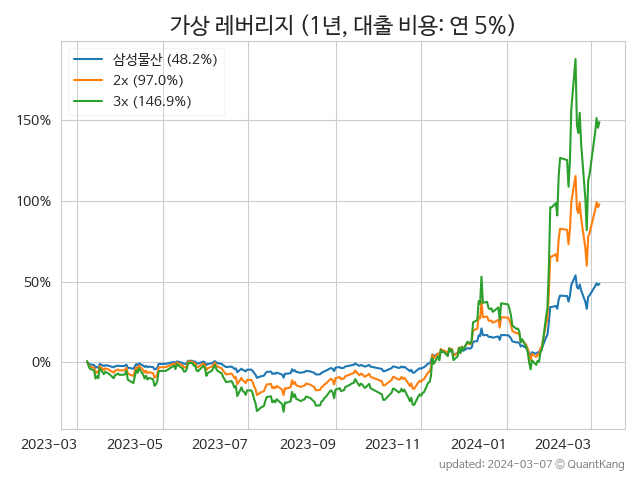 가상 레버리지 (1년, 대출 비용: 연 5%)
삼성물산 (48.2%)
2x (97.0%)
3x (146.9%)
150%
100%
50%
0%
2023-03
2023-05
2023-07
2023-09
2023-11
2024-01
2024-03
updated: 2024-03-07 © QuantKang